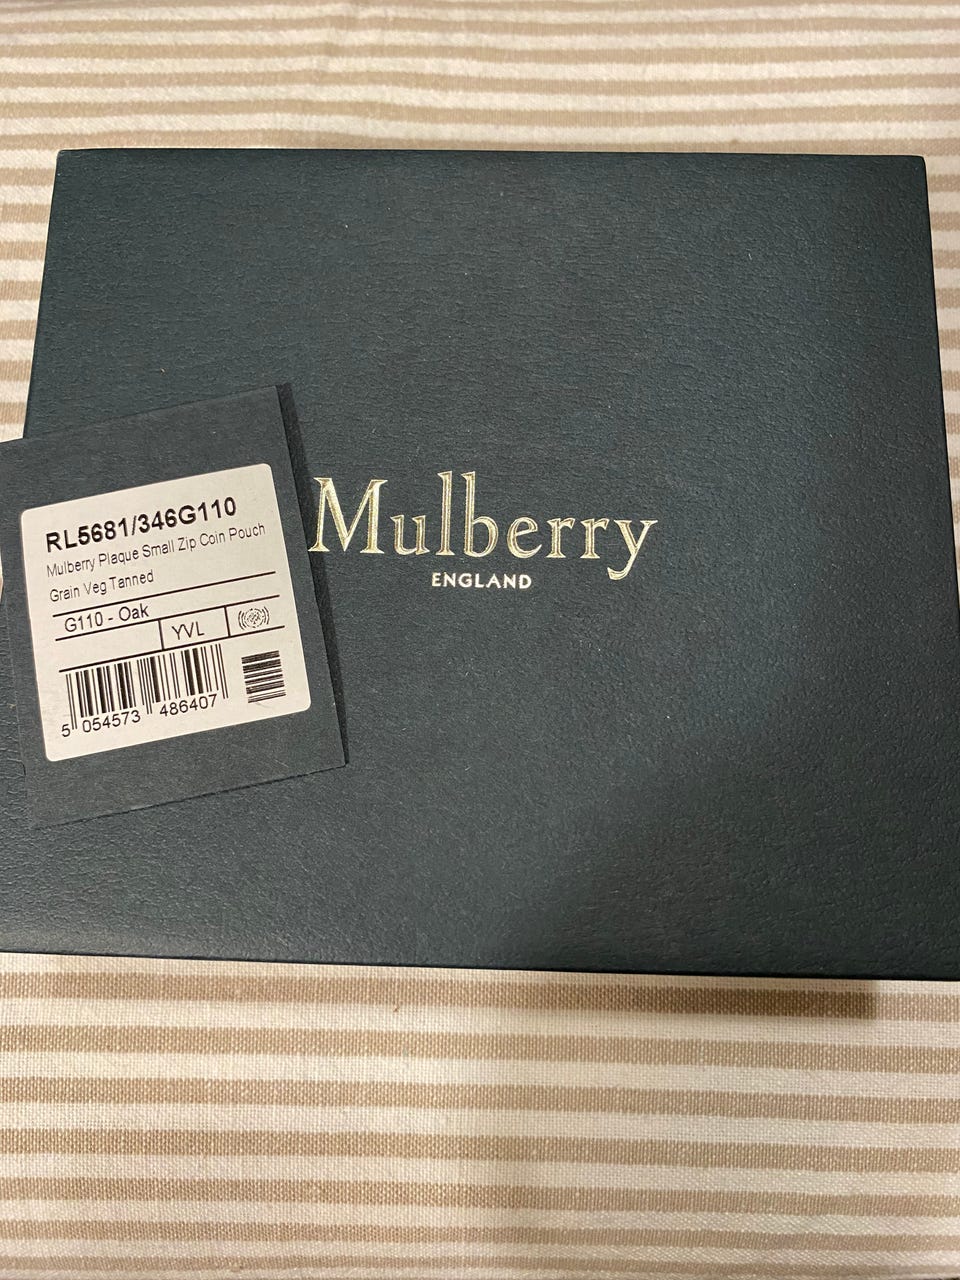 RL5681/346G110
Mulberry Plaque Small Zip Coin Pouch
Grain Veg Tanned
G110 - Oak
YVL
5 054573 486407
Mulberry
ENGLAND